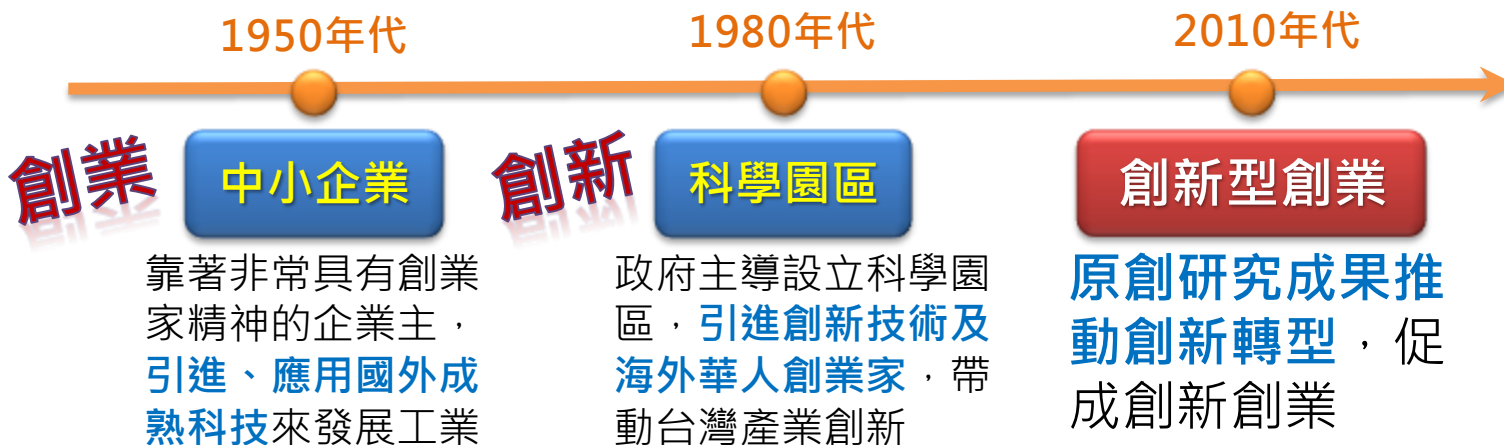 1950年代
1980年代
2010年代
創業
中小企業
靠著非常具有創業
家精神的企業主，
引進、應用國外成
熟科技來發展工業
創新
科學園區
政府主導設立科學園
區，引進創新技術及
海外華人創業家，帶
動台灣產業創新
創新型創業
原創研究成果推
動創新轉型，促
成創新創業